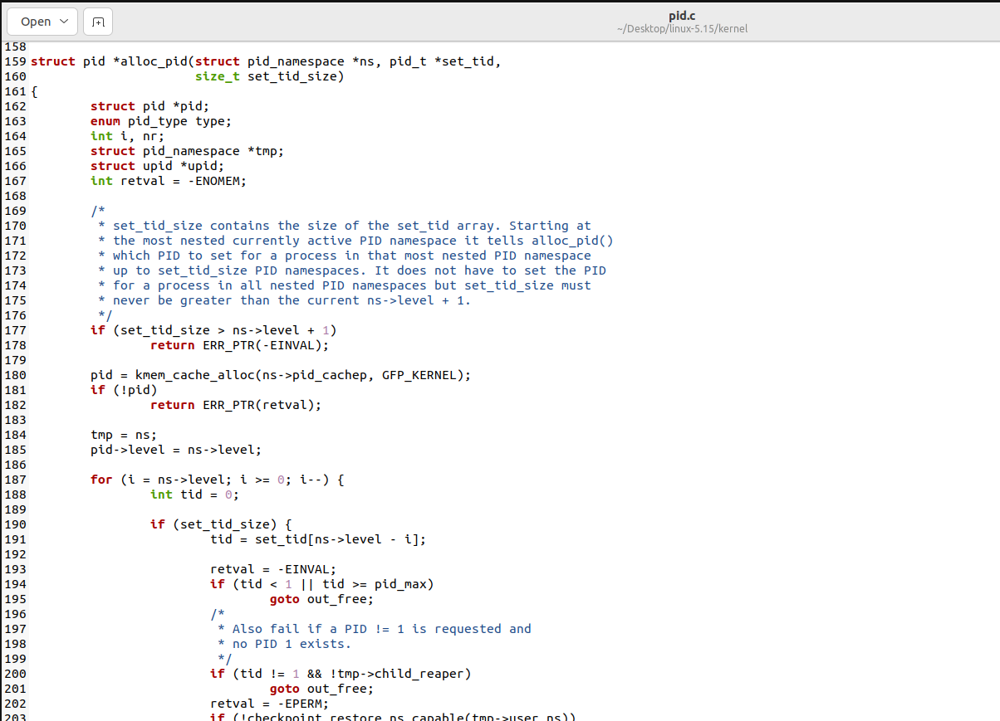 Open
pid.c
~/Desktop/linux-5.15/kernel
158
159 struct pid *alloc_pid(struct pid_namespace *ns, pid_t *set_tid,
160                       size_t set_tid_size)
161 {
162         struct pid *pid;
163         enum pid_type type;
164         int i, nr;
165         struct pid_namespace *tmp;
166         struct upid *upid;
167         int retval = -ENOMEM;
168
169         /*
170          * set_tid_size contains the size of the set_tid array. Starting at
171          * the most nested currently active PID namespace it tells alloc_pid()
172          * which PID to set for a process in that most nested PID namespace
173          * up to set_tid_size PID namespaces. It does not have to set the PID
174          * for a process in all nested PID namespaces but set_tid_size must
175          * never be greater than the current ns->level + 1.
176          */
177         if (set_tid_size > ns->level + 1)
178                 return ERR_PTR(-EINVAL);
179
180         pid = kmem_cache_alloc(ns->pid_cachep, GFP_KERNEL);
181         if (!pid)
182                 return ERR_PTR(retval);
183
184         tmp = ns;
185         pid->level = ns->level;
186
187         for (i = ns->level; i >= 0; i--) {
188                 int tid = 0;
189
190                 if (set_tid_size) {
191                         tid = set_tid[ns->level - i];
192
193                         retval = -EINVAL;
194                         if (tid < 1 || tid >= pid_max)
195                                 goto out_free;
196                         /*
197                          * Also fail if a PID != 1 is requested and
198                          * no PID 1 exists.
199                          */
200                         if (tid != 1 && !tmp->child_reaper)
201                                 goto out_free;
202                         retval = -EPERM;
203                         if (!checkpoint_restore_ns_capable(tmp->user_ns))